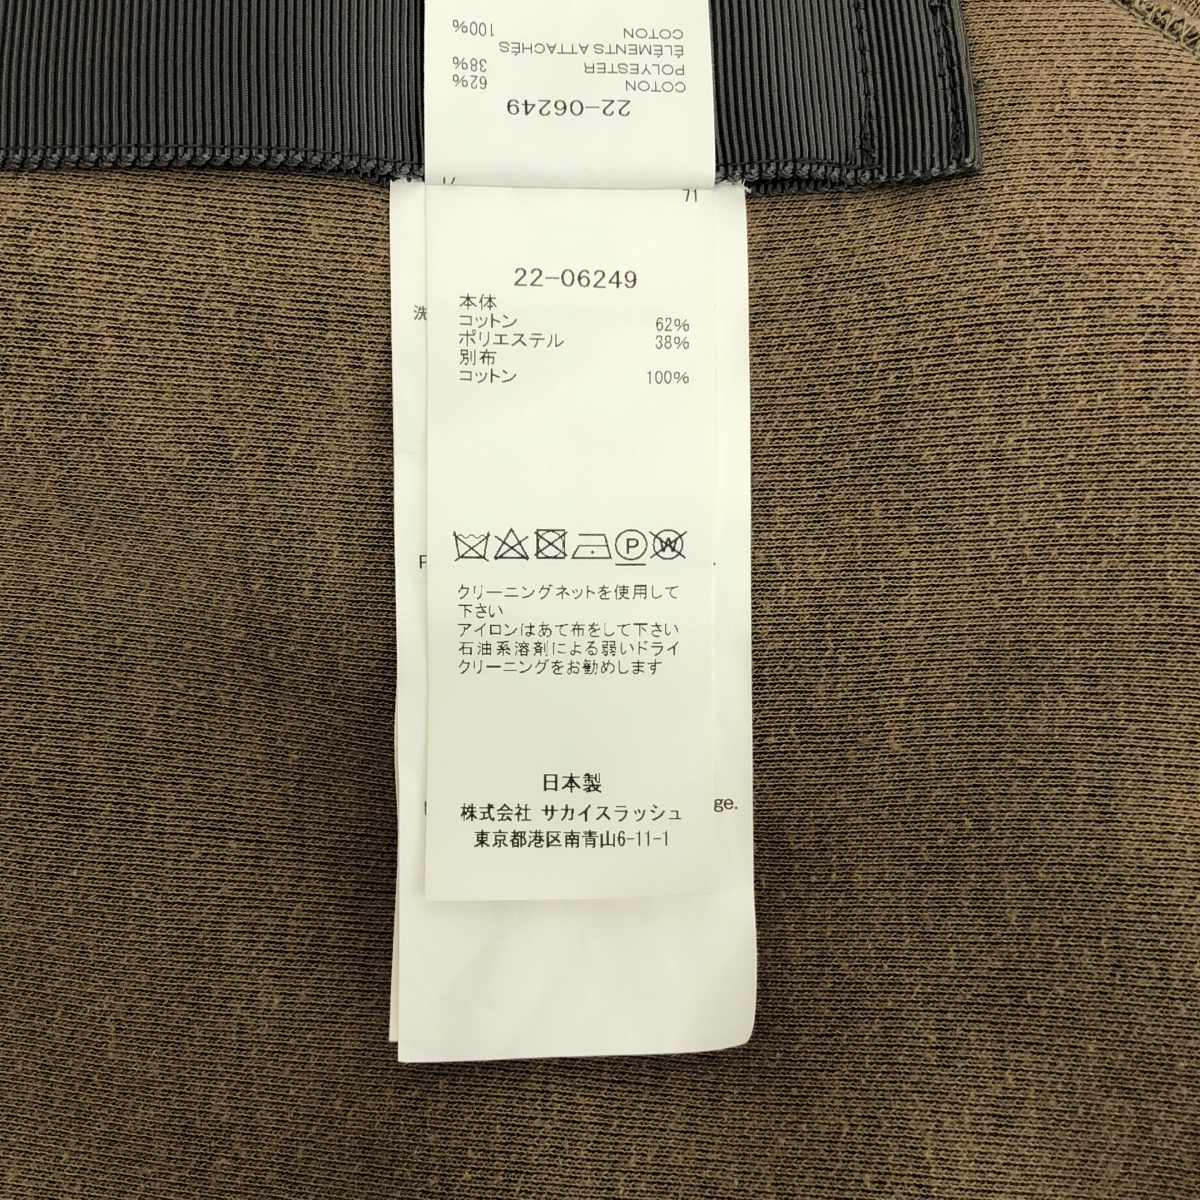 COTON 100%
ÉLÉMENTS ATTACHÉS
POLYESTER 38%
COTON 62%
22-06249
71
22-06249
本体
コットン 62%
ポリエステル 38%
別布
コットン 100%
洗
P W
クリーニングネットを使用して
下さい
アイロンはあて布をして下さい
石油系溶剤による弱いドライ
クリーニングをお勧めします
日本製
株式会社 サカイスラッシュ
ge.
東京都港区南青山6-11-1